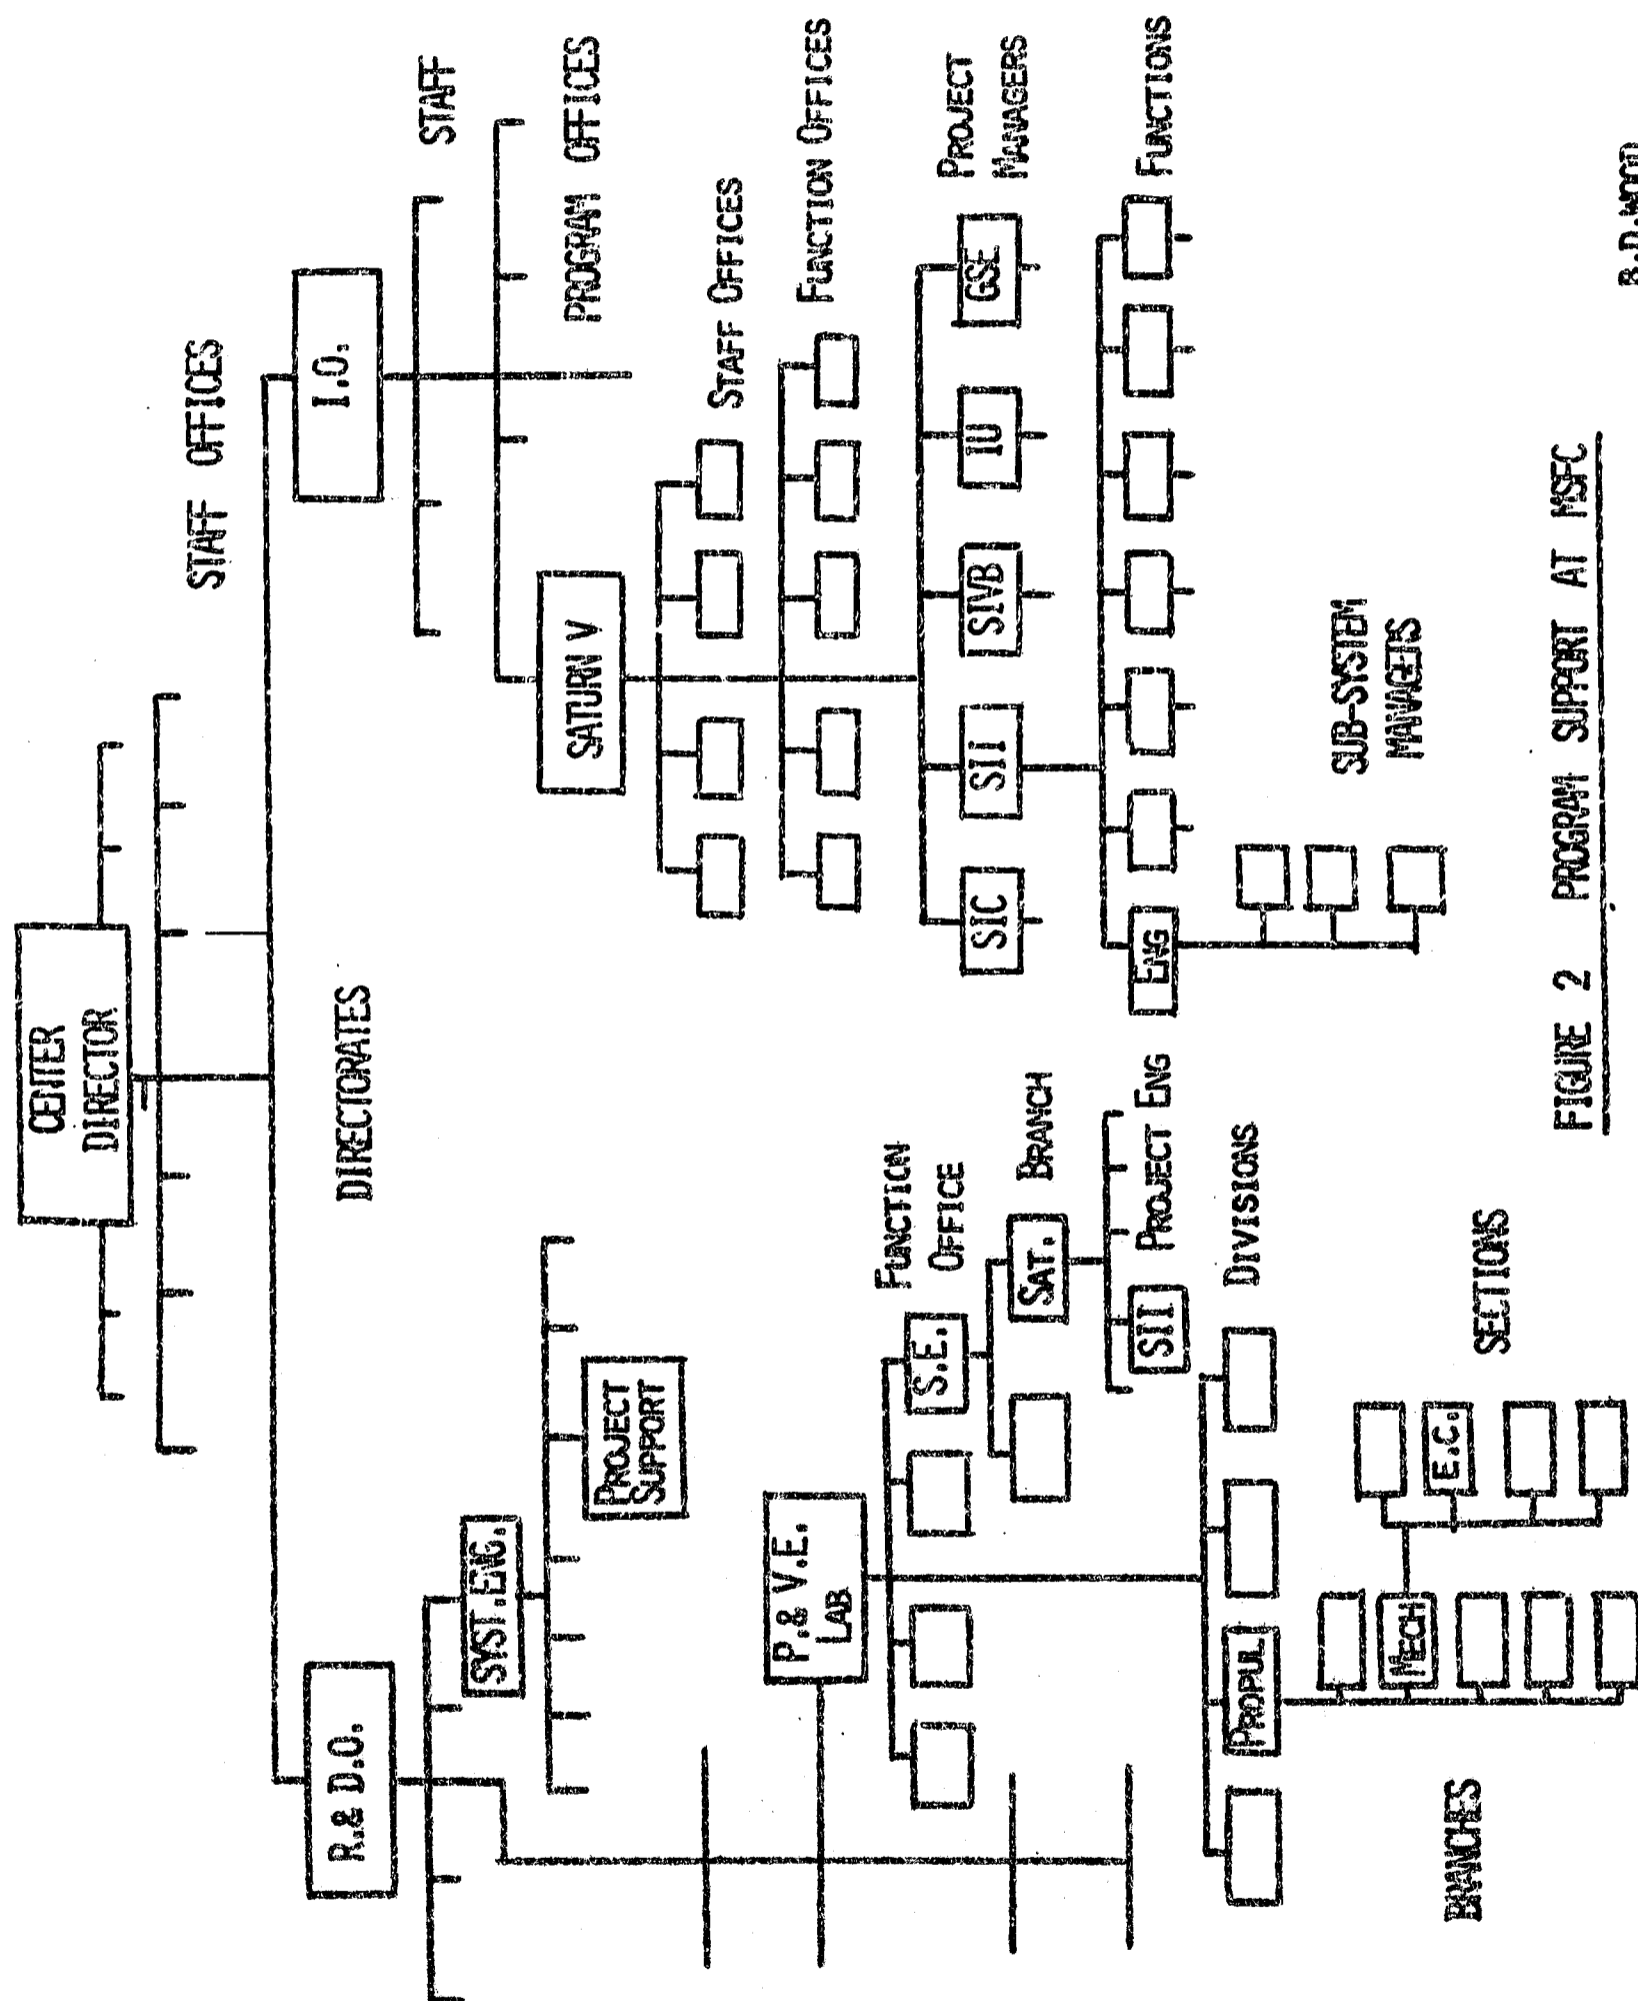 CENTER
DIRECTOR
STAFF OFFICES
DIRECTORATES
R.& D.O.
I.O.
STAFF
SYST.ENG.
PROGRAM OFFICES
PROJECT
SUPPORT
SATURN V
STAFF OFFICES
P.& V.E.
LAB
FUNCTION OFFICES
FUNCTION
OFFICE
S.E.
SIC
SII
SIVB
IU
GSE
PROJECT
MANAGERS
SAT.
BRANCH
SII
PROJECT ENG
ENG
FUNCTIONS
PROPUL
DIVISIONS
SUB-SYSTEM
MANAGERS
MECH
E.C.
BRANCHES
SECTIONS
FIGURE 2 PROGRAM SUPPORT AT MSFC
B.D.WOOD